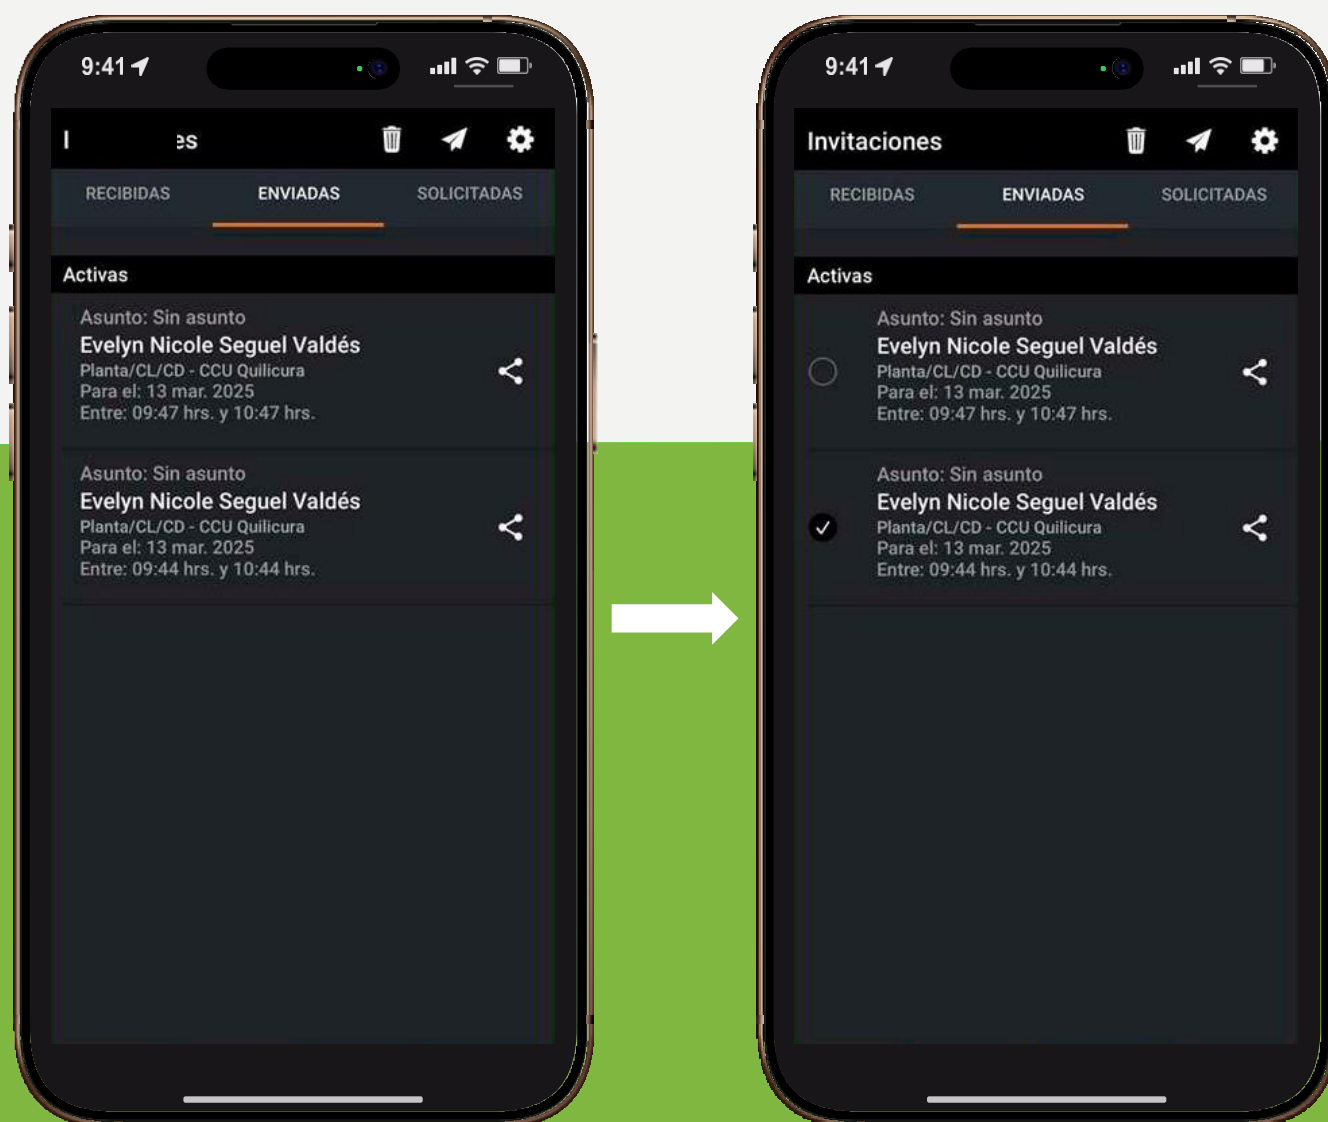 9:41
I es
RECIBIDAS ENVIADAS SOLICITADAS
Activas
Asunto: Sin asunto
Evelyn Nicole Seguel Valdés
Planta/CL/CD - CCU Quilicura
Para el: 13 mar. 2025
Entre: 09:47 hrs. y 10:47 hrs.
Asunto: Sin asunto
Evelyn Nicole Seguel Valdés
Planta/CL/CD - CCU Quilicura
Para el: 13 mar. 2025
Entre: 09:44 hrs. y 10:44 hrs.
9:41
Invitaciones
RECIBIDAS ENVIADAS SOLICITADAS
Activas
Asunto: Sin asunto
Evelyn Nicole Seguel Valdés
Planta/CL/CD - CCU Quilicura
Para el: 13 mar. 2025
Entre: 09:47 hrs. y 10:47 hrs.
Asunto: Sin asunto
Evelyn Nicole Seguel Valdés
Planta/CL/CD - CCU Quilicura
Para el: 13 mar. 2025
Entre: 09:44 hrs. y 10:44 hrs.